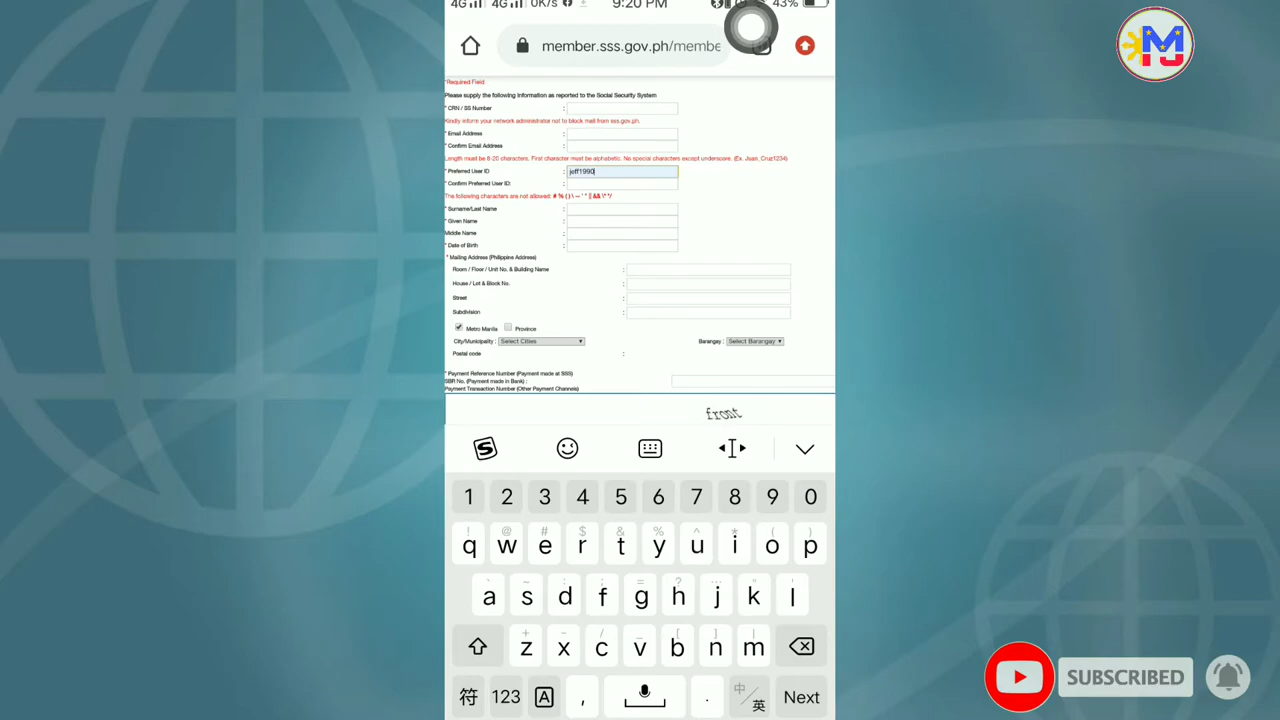 4G 4G 0K/s 9:20 PM 43%
member.sss.gov.ph/membe
*Required Field
Please supply the following Information as reported to the Social Security System
* CRN / SS Number :
Kindly inform your network administrator not to block mail from sss.gov.ph.
* Email Address :
* Confirm Email Address :
Length must be 8-20 characters. First character must be alphabetic. No special characters except underscore. (Ex. Juan_Cruz1234)
* Preferred User ID : jeff1990
* Confirm Preferred User ID: :
The following characters are not allowed:
* Surname/Last Name :
* Given Name :
Middle Name :
* Date of Birth :
* Mailing Address (Philippine Address)
Room / Floor / Unit No. & Building Name :
House / Lot & Block No. :
Street :
Subdivision :
Metro Manila Province
City/Municipality : Select Cities Barangay : Select Barangay
Postal code :
* Payment Reference Number (Payment made at SSS)
SBR No. (Payment made in Bank) :
Payment Transaction Number (Other Payment Channels)
front
1 2 3 4 5 6 7 8 9 0
! @ # $ & % ^ * ( )
q w e r t y u i o p
a s d f g h j k l
z x c v b n m
符 123 A , . 中/英 Next
MJ
SUBSCRIBED